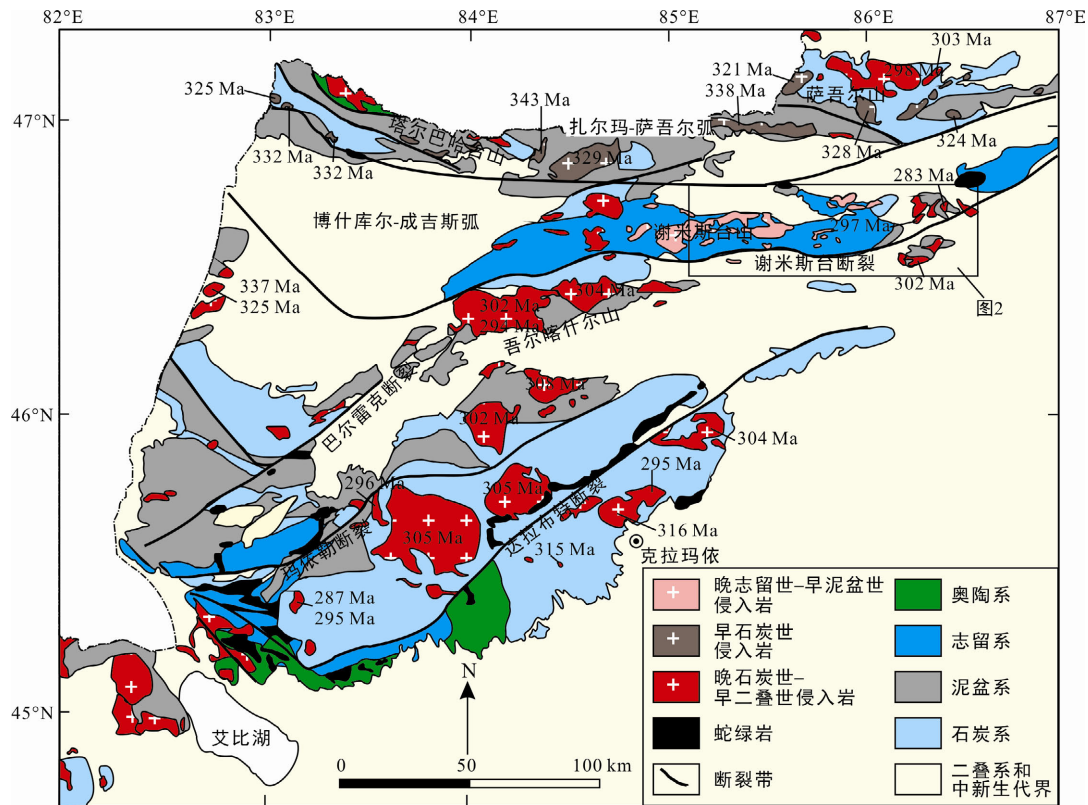 82°E
83°E
84°E
85°E
86°E
87°E
47°N
46°N
45°N
303 Ma
298 Ma
321 Ma
338 Ma
萨吾尔山
325 Ma
343 Ma
扎尔玛-萨吾尔弧
塔尔巴哈台山
332 Ma
332 Ma
329 Ma
328 Ma
324 Ma
283 Ma
博什库尔-成吉斯弧
谢米斯台山
297 Ma
谢米斯台断裂
302 Ma
图2
337 Ma
325 Ma
302 Ma
304 Ma
吾尔喀什尔山
巴尔雷克断裂
302 Ma
304 Ma
295 Ma
296 Ma
305 Ma
305 Ma
达拉布特断裂
316 Ma
315 Ma
克拉玛依
玛依勒断裂
287 Ma
295 Ma
N
艾比湖
0
50
100 km
晚志留世–早泥盆世
侵入岩
早石炭世
侵入岩
晚石炭世–
早二叠世侵入岩
蛇绿岩
断裂带
奥陶系
志留系
泥盆系
石炭系
二叠系和
中新生代界